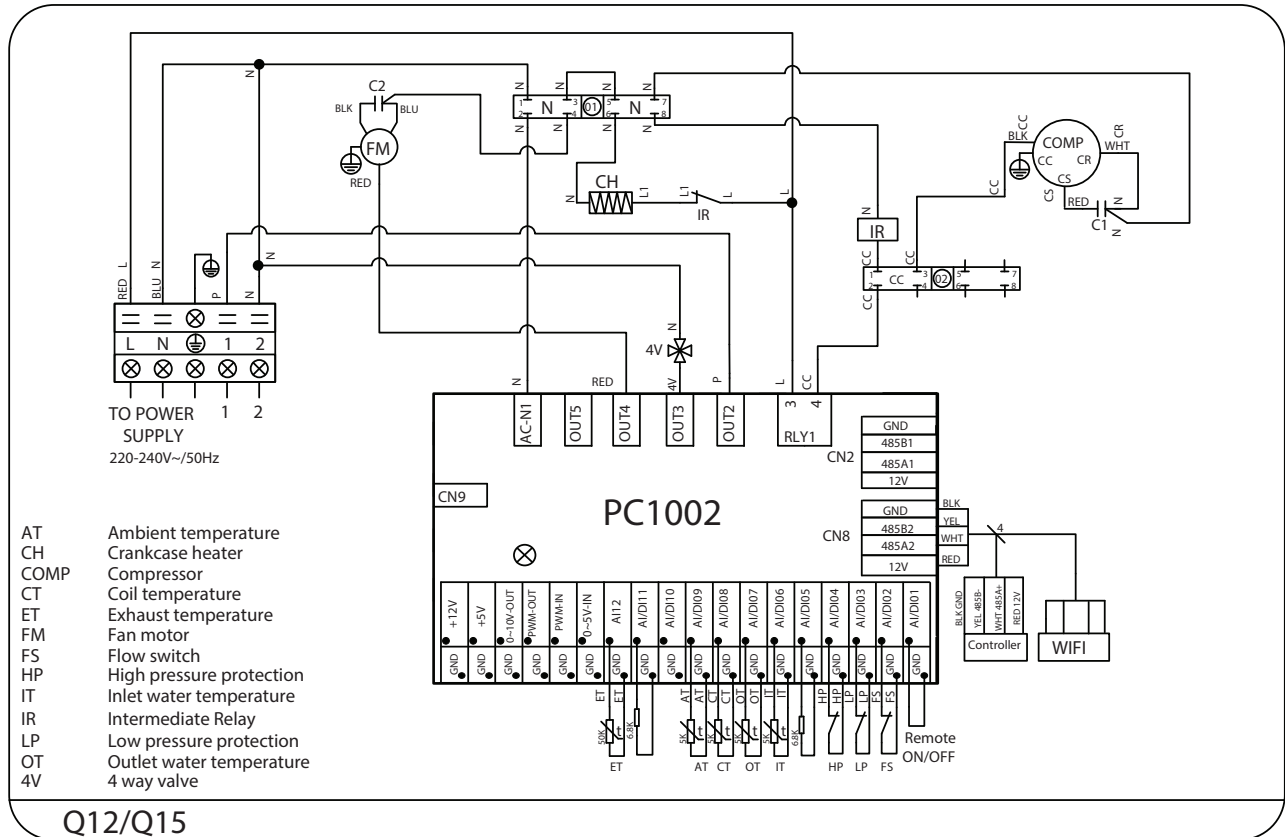 L
N
N
C2
BLK
BLU
FM
RED
N
N
N
N
1
2
N
3
4
01
5
6
N
7
8
N
N
N
N
CH
N
L1
L1
L
IR
L
N
IR
CC
CC
1
2
CC
3
4
02
5
6
7
8
CC
CC
CC
BLK
COMP
CC
CR
CS
CR
WHT
CS
RED
C1
N
N
RED
L
BLU
N
P
N
N
L N 1 2
TO POWER 1 2
SUPPLY
220-240V~/50Hz
N
RED
4V
N
4V
P
L
CC
AC-N1
OUT5
OUT4
OUT3
OUT2
3 4
RLY1
CN9
PC1002
CN2
GND
485B1
485A1
12V
CN8
GND
485B2
485A2
12V
BLK
YEL
WHT
RED
4
BLK GND
YEL 485B-
WHT 485A+
RED 12V
Controller
WIFI
+12V
+5V
0~10V-OUT
PWM-OUT
PWM-IN
0~5V-IN
AI12
AI/DI11
AI/DI10
AI/DI09
AI/DI08
AI/DI07
AI/DI06
AI/DI05
AI/DI04
AI/DI03
AI/DI02
AI/DI01
GND GND GND GND GND GND GND GND GND GND GND GND GND GND GND GND GND GND
ET ET AT AT CT CT OT OT IT IT HP HP LP LP FS FS
50K
t
6.8K
5K
t
5K
t
5K
t
5K
t
6.8K
ET AT CT OT IT HP LP FS
Remote
ON/OFF
AT Ambient temperature
CH Crankcase heater
COMP Compressor
CT Coil temperature
ET Exhaust temperature
FM Fan motor
FS Flow switch
HP High pressure protection
IT Inlet water temperature
IR Intermediate Relay
LP Low pressure protection
OT Outlet water temperature
4V 4 way valve
Q12/Q15